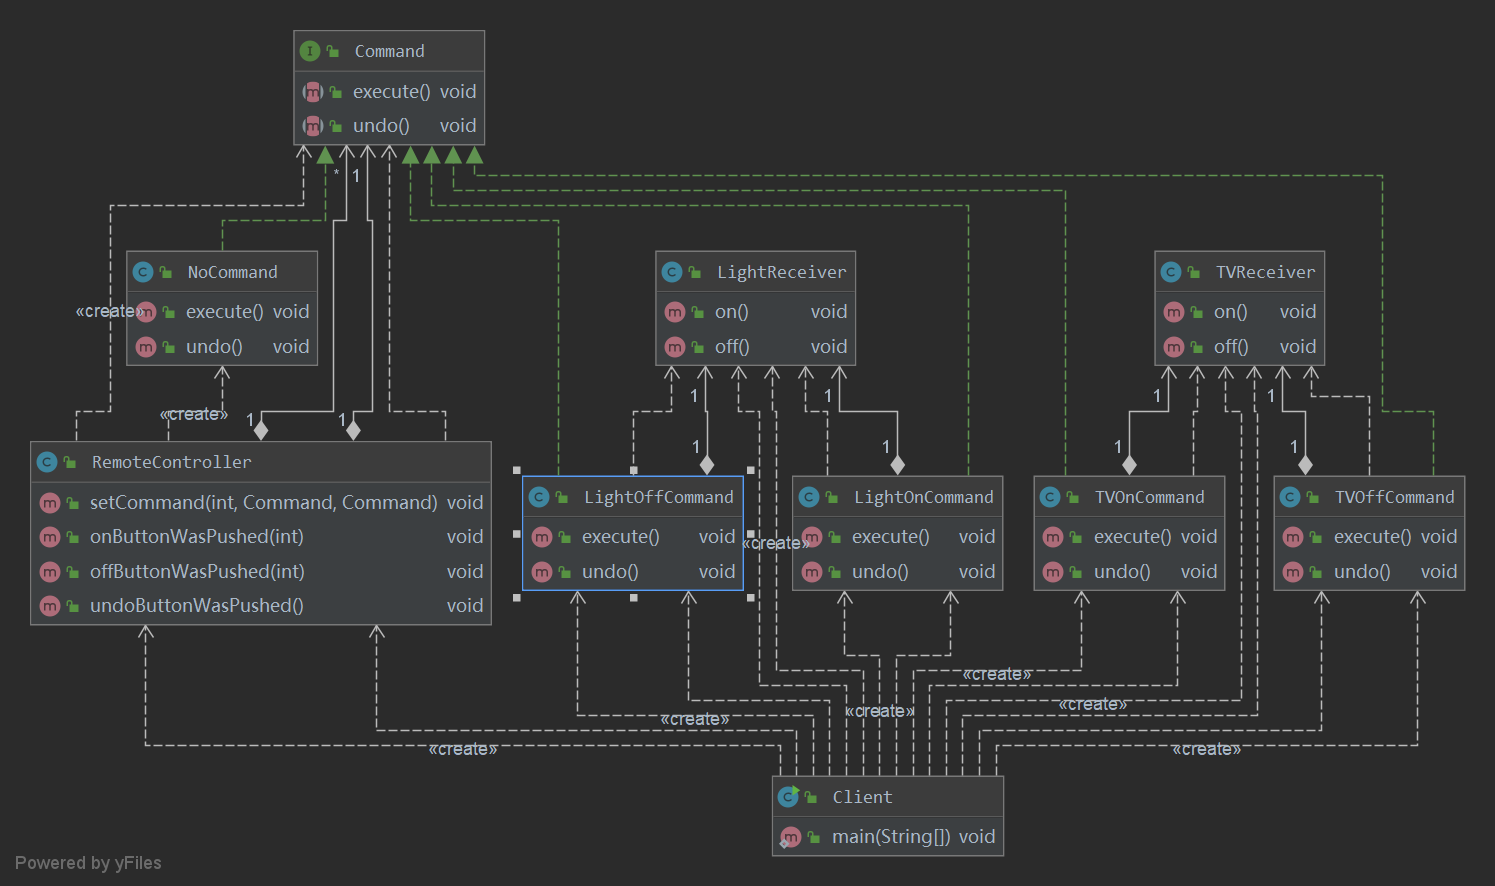 I Command
m execute() void
m undo() void
* 1
C NoCommand
m execute() void
m undo() void
«create»
C LightReceiver
m on() void
m off() void
C TVReceiver
m on() void
m off() void
1 1 1 1
«create» 1 1
1 1 1 1
C RemoteController
m setCommand(int, Command, Command) void
m onButtonWasPushed(int) void
m offButtonWasPushed(int) void
m undoButtonWasPushed() void
C LightOffCommand
m execute() void
m undo() void
«create»
C LightOnCommand
m execute() void
m undo() void
C TVOnCommand
m execute() void
m undo() void
C TVOffCommand
m execute() void
m undo() void
«create»
«create»
«create»
«create»
«create»
«create»
C Client
m main(String[]) void
Powered by yFiles